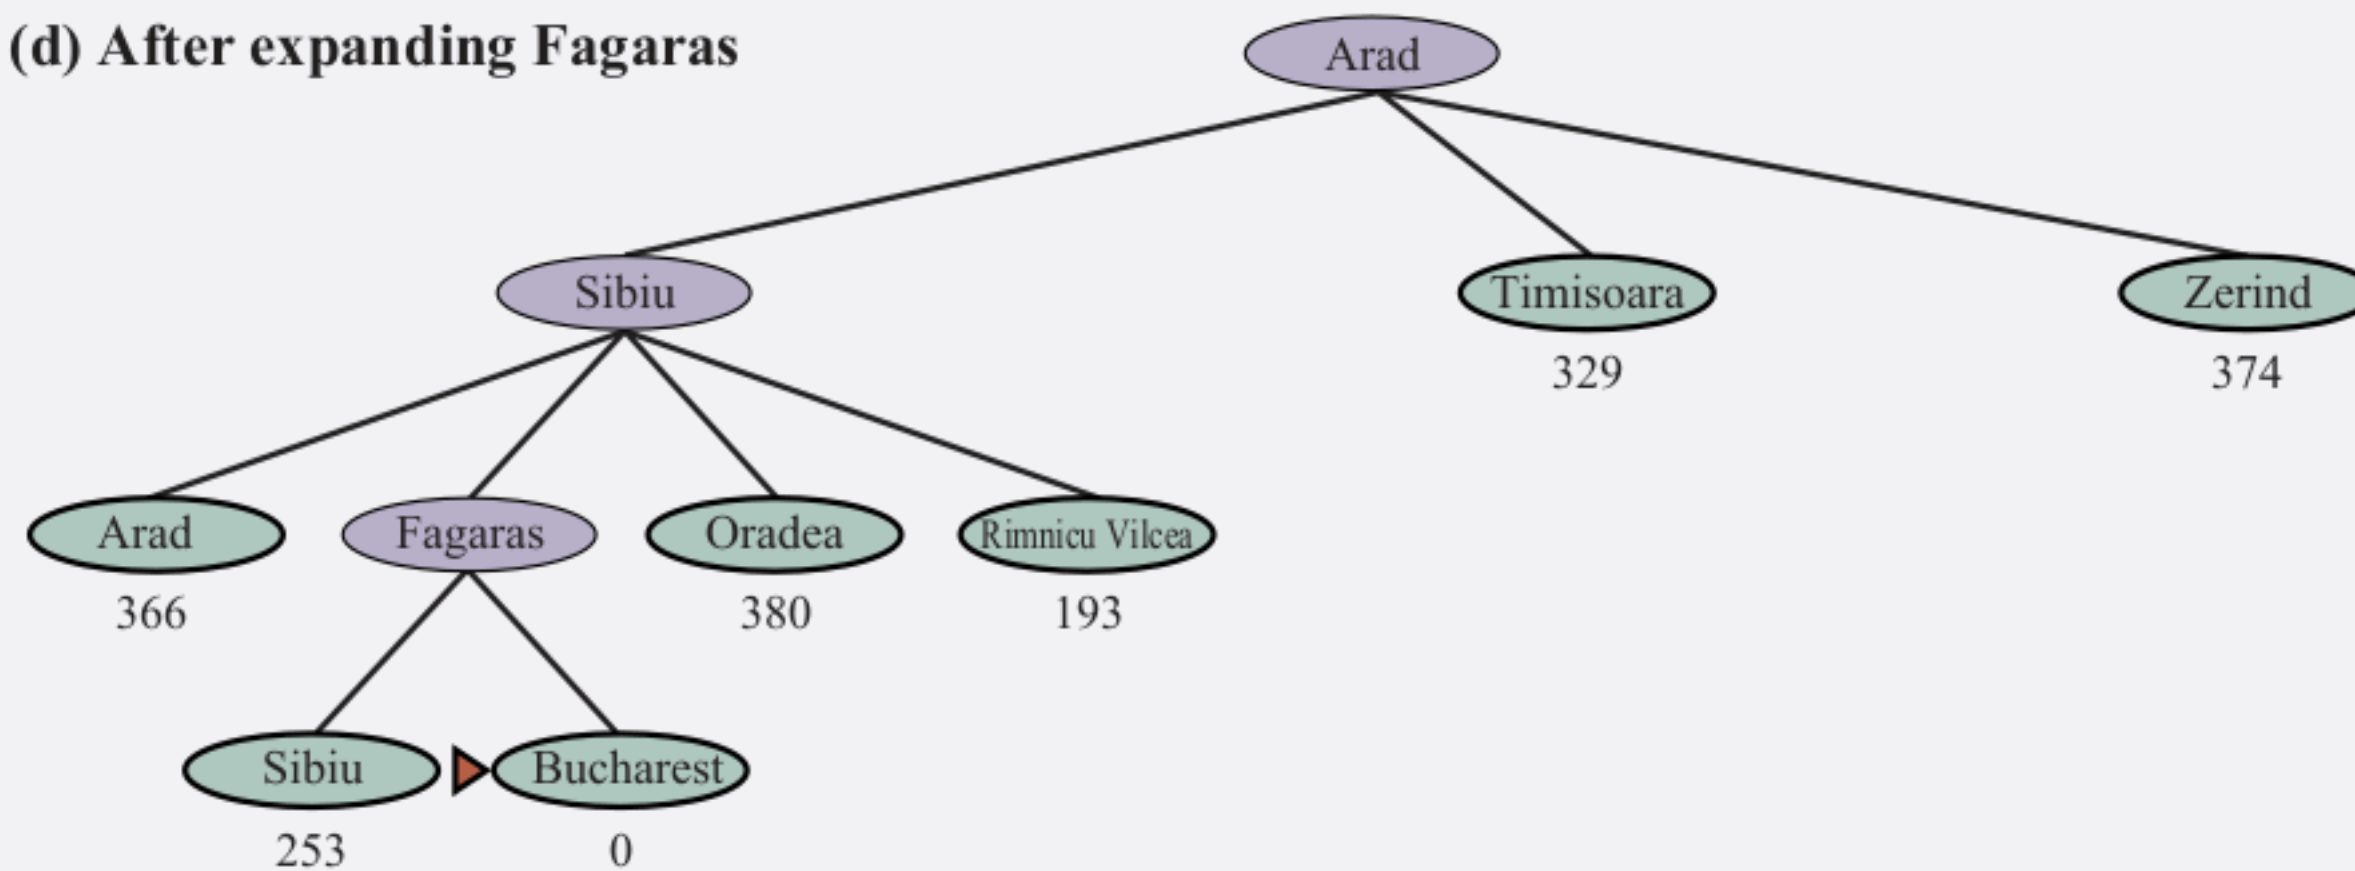 (d) After expanding Fagaras
Arad
Sibiu
Timisoara
Zerind
329
374
Arad
Fagaras
Oradea
Rimnicu Vilcea
366
380
193
Sibiu
Bucharest
253
0